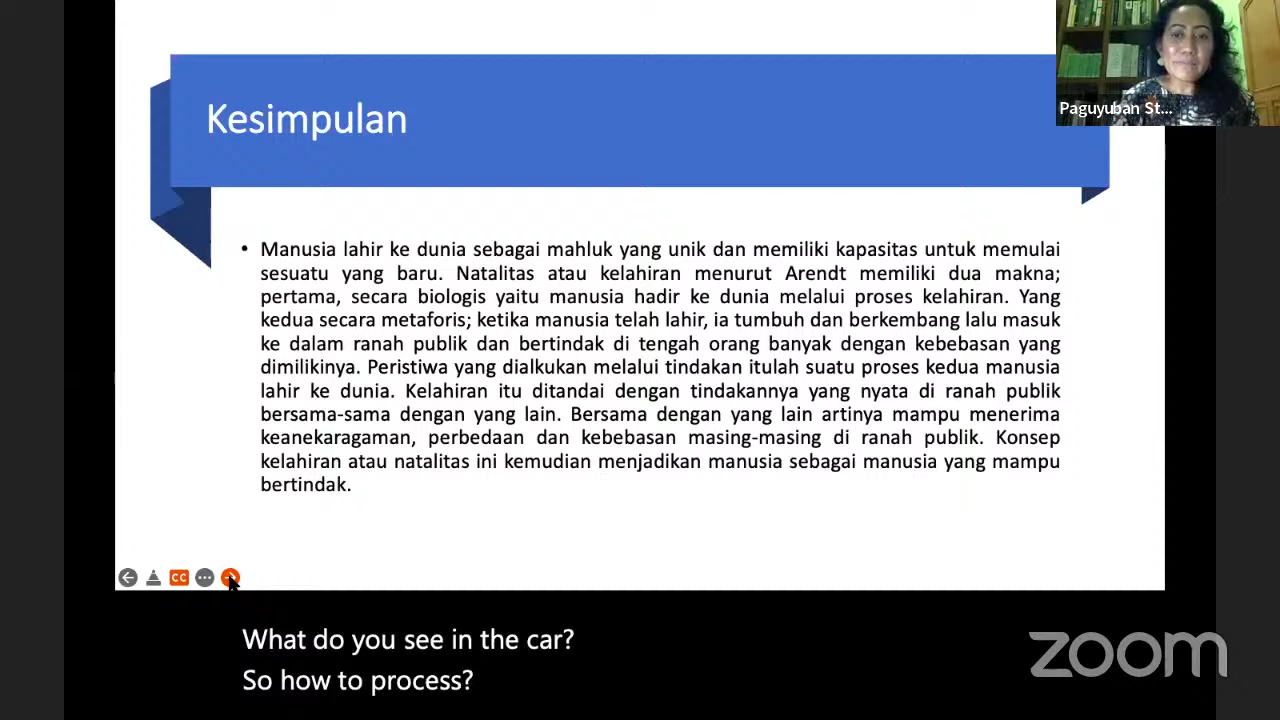 Kesimpulan
Paguyuban St...
• Manusia lahir ke dunia sebagai mahluk yang unik dan memiliki kapasitas untuk memulai
sesuatu yang baru. Natalitas atau kelahiran menurut Arendt memiliki dua makna;
pertama, secara biologis yaitu manusia hadir ke dunia melalui proses kelahiran. Yang
kedua secara metaforis; ketika manusia telah lahir, ia tumbuh dan berkembang lalu masuk
ke dalam ranah publik dan bertindak di tengah orang banyak dengan kebebasan yang
dimilikinya. Peristiwa yang dialkukan melalui tindakan itulah suatu proses kedua manusia
lahir ke dunia. Kelahiran itu ditandai dengan tindakannya yang nyata di ranah publik
bersama-sama dengan yang lain. Bersama dengan yang lain artinya mampu menerima
keanekaragaman, perbedaan dan kebebasan masing-masing di ranah publik. Konsep
kelahiran atau natalitas ini kemudian menjadikan manusia sebagai manusia yang mampu
bertindak.
CC
What do you see in the car?
So how to process?
zoom